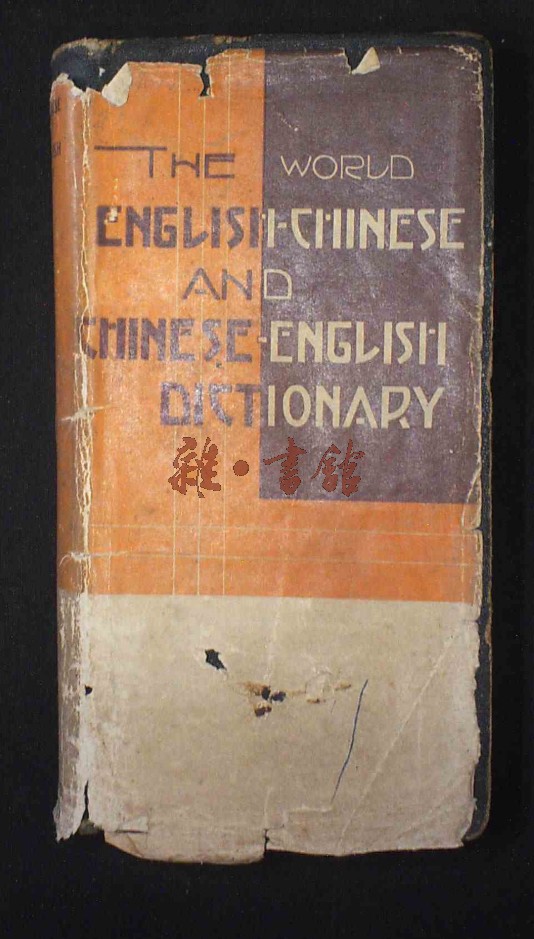 THE WORLD
ENGLISH-CHINESE
AND
CHINESE-ENGLISH
DICTIONARY
雜·書館